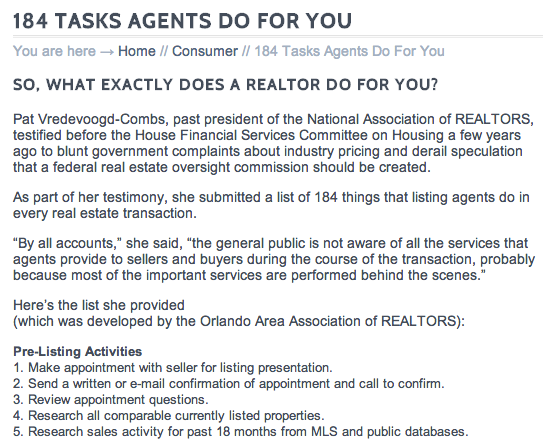 184 TASKS AGENTS DO FOR YOU
You are here → Home // Consumer // 184 Tasks Agents Do For You
SO, WHAT EXACTLY DOES A REALTOR DO FOR YOU?
Pat Vredevoogd-Combs, past president of the National Association of REALTORS,
testified before the House Financial Services Committee on Housing a few years
ago to blunt government complaints about industry pricing and derail speculation
that a federal real estate oversight commission should be created.
As part of her testimony, she submitted a list of 184 things that listing agents do in
every real estate transaction.
“By all accounts,” she said, “the general public is not aware of all the services that
agents provide to sellers and buyers during the course of the transaction, probably
because most of the important services are performed behind the scenes.”
Here’s the list she provided
(which was developed by the Orlando Area Association of REALTORS):
Pre-Listing Activities
1. Make appointment with seller for listing presentation.
2. Send a written or e-mail confirmation of appointment and call to confirm.
3. Review appointment questions.
4. Research all comparable currently listed properties.
5. Research sales activity for past 18 months from MLS and public databases.